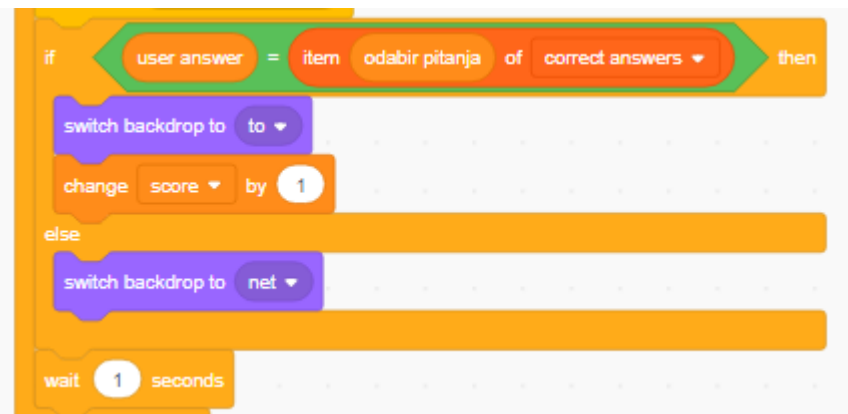 if user answer = item odabir pitanja of correct answers then
switch backdrop to to
change score by 1
else
switch backdrop to net
wait 1 seconds